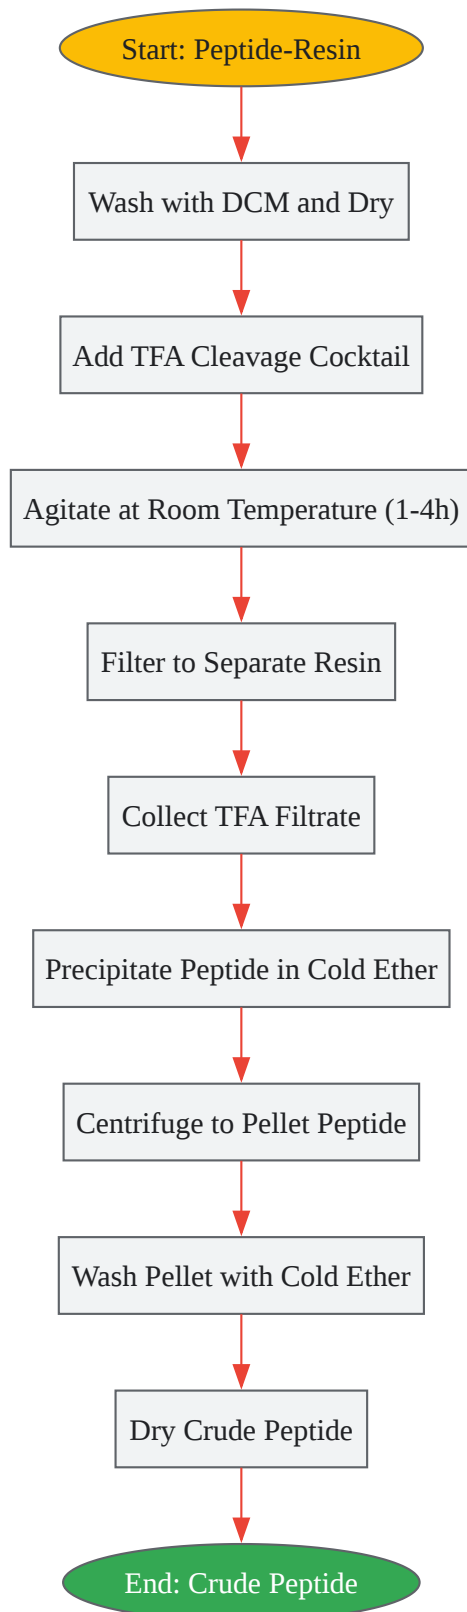 Start: Peptide-Resin
Wash with DCM and Dry
Add TFA Cleavage Cocktail
Agitate at Room Temperature (1-4h)
Filter to Separate Resin
Collect TFA Filtrate
Precipitate Peptide in Cold Ether
Centrifuge to Pellet Peptide
Wash Pellet with Cold Ether
Dry Crude Peptide
End: Crude Peptide